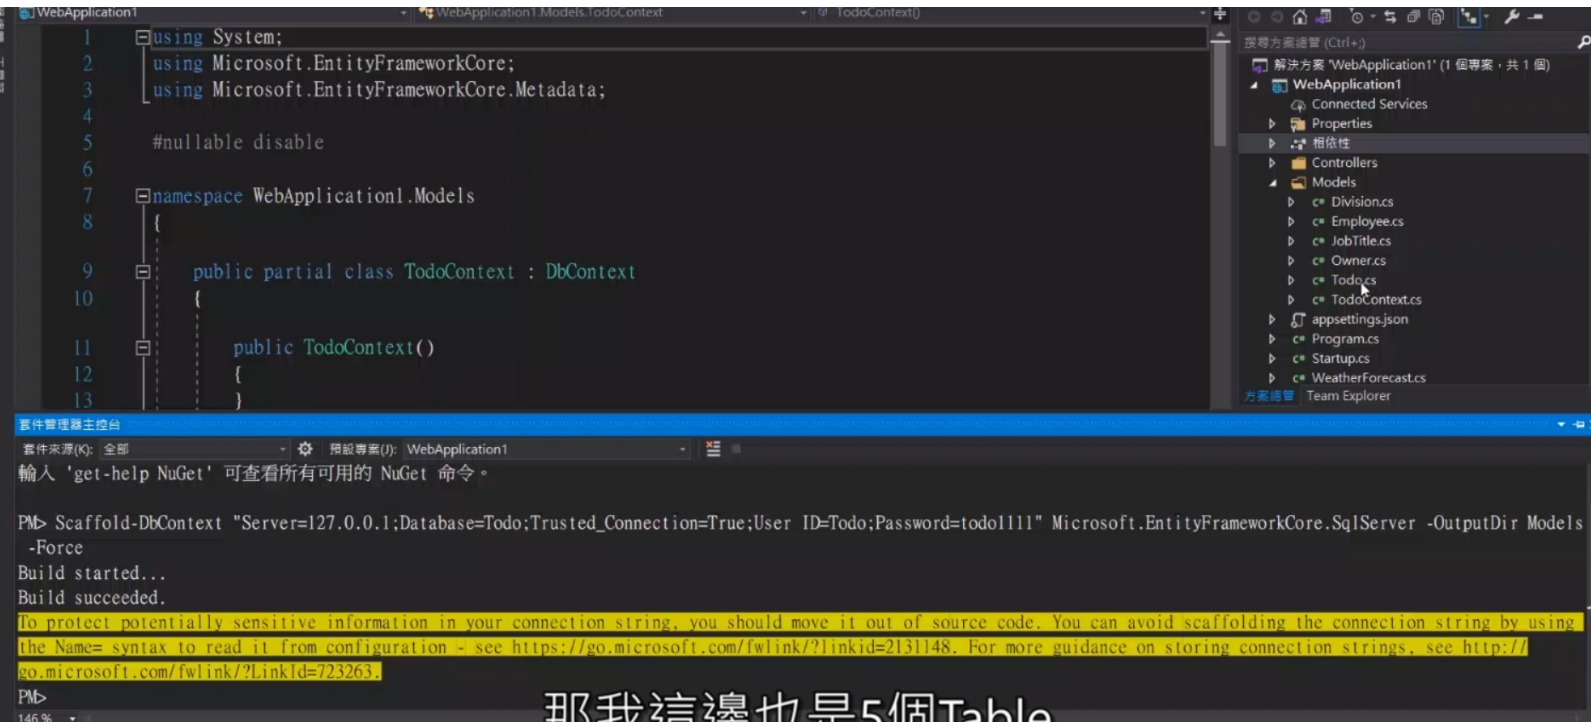 WebApplication1
WebApplication1.Models.TodoContext
TodoContext()
1 using System;
2 using Microsoft.EntityFrameworkCore;
3 using Microsoft.EntityFrameworkCore.Metadata;
4
5 #nullable disable
6
7 namespace WebApplication1.Models
8 {
9 public partial class TodoContext : DbContext
10 {
11 public TodoContext()
12 {
13 }
搜尋方案總管 (Ctrl+;)
解決方案 'WebApplication1' (1 個專案，共 1 個)
WebApplication1
Connected Services
Properties
相依性
Controllers
Models
C# Division.cs
C# Employee.cs
C# JobTitle.cs
C# Owner.cs
C# Todo.cs
C# TodoContext.cs
appsettings.json
C# Program.cs
C# Startup.cs
C# WeatherForecast.cs
方案總管 Team Explorer
套件管理器主控台
套件來源(K): 全部 預設專案(J): WebApplication1
輸入 'get-help NuGet' 可查看所有可用的 NuGet 命令。
PM> Scaffold-DbContext "Server=127.0.0.1;Database=Todo;Trusted_Connection=True;User ID=Todo;Password=todo1111" Microsoft.EntityFrameworkCore.SqlServer -OutputDir Models
-Force
Build started...
Build succeeded.
To protect potentially sensitive information in your connection string, you should move it out of source code. You can avoid scaffolding the connection string by using
the Name= syntax to read it from configuration - see https://go.microsoft.com/fwlink/?linkid=2131148. For more guidance on storing connection strings, see http://
go.microsoft.com/fwlink/?LinkId=723263.
PM>
146 %
那我這邊也是5個Table